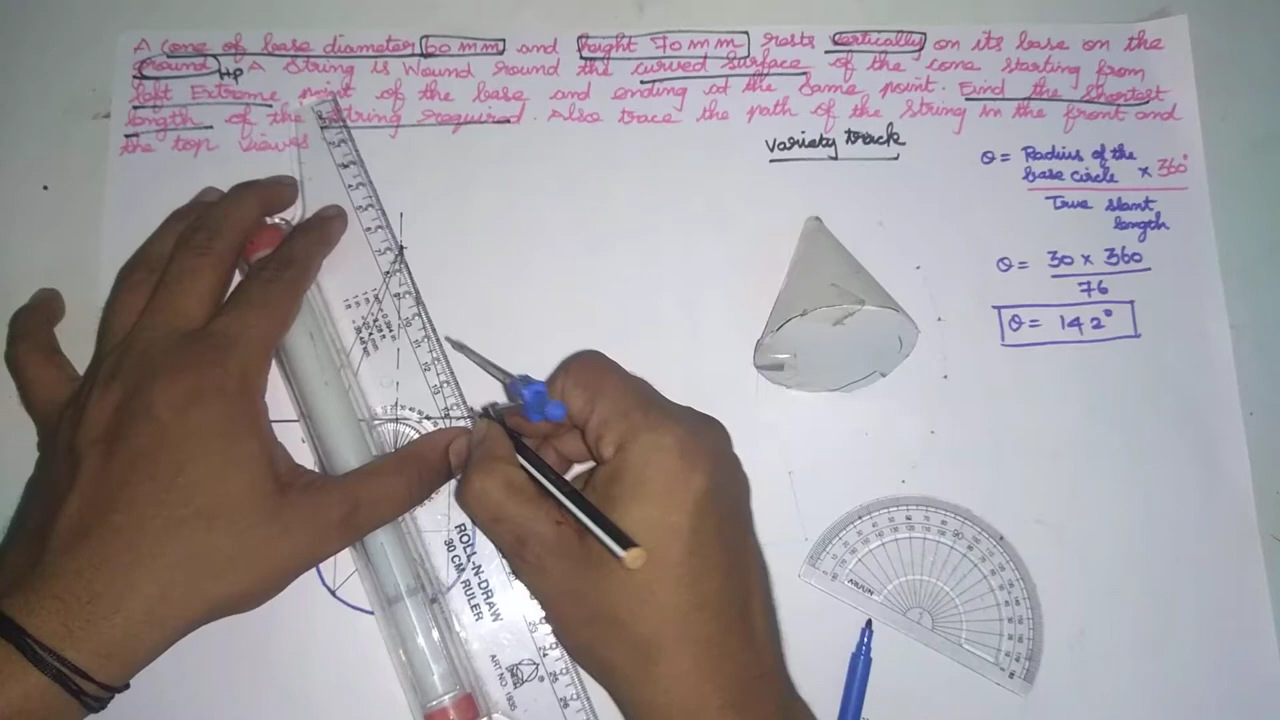 A cone of base diameter 60 mm and height 70 mm rests vertically on its base on the
Ground HP A string is Wound round the curved surface of the cone starting from
left Extreme point of the base and ending at the same point. Find the shortest
length of the string required. Also trace the path of the string in the front and
the top views
Variety track
θ = Radius of the base circle × 360°
True slant length
θ = 30 × 360
76
θ = 142°
ROLL-N-DRAW
30 CM. RULER
ART NO. 1935